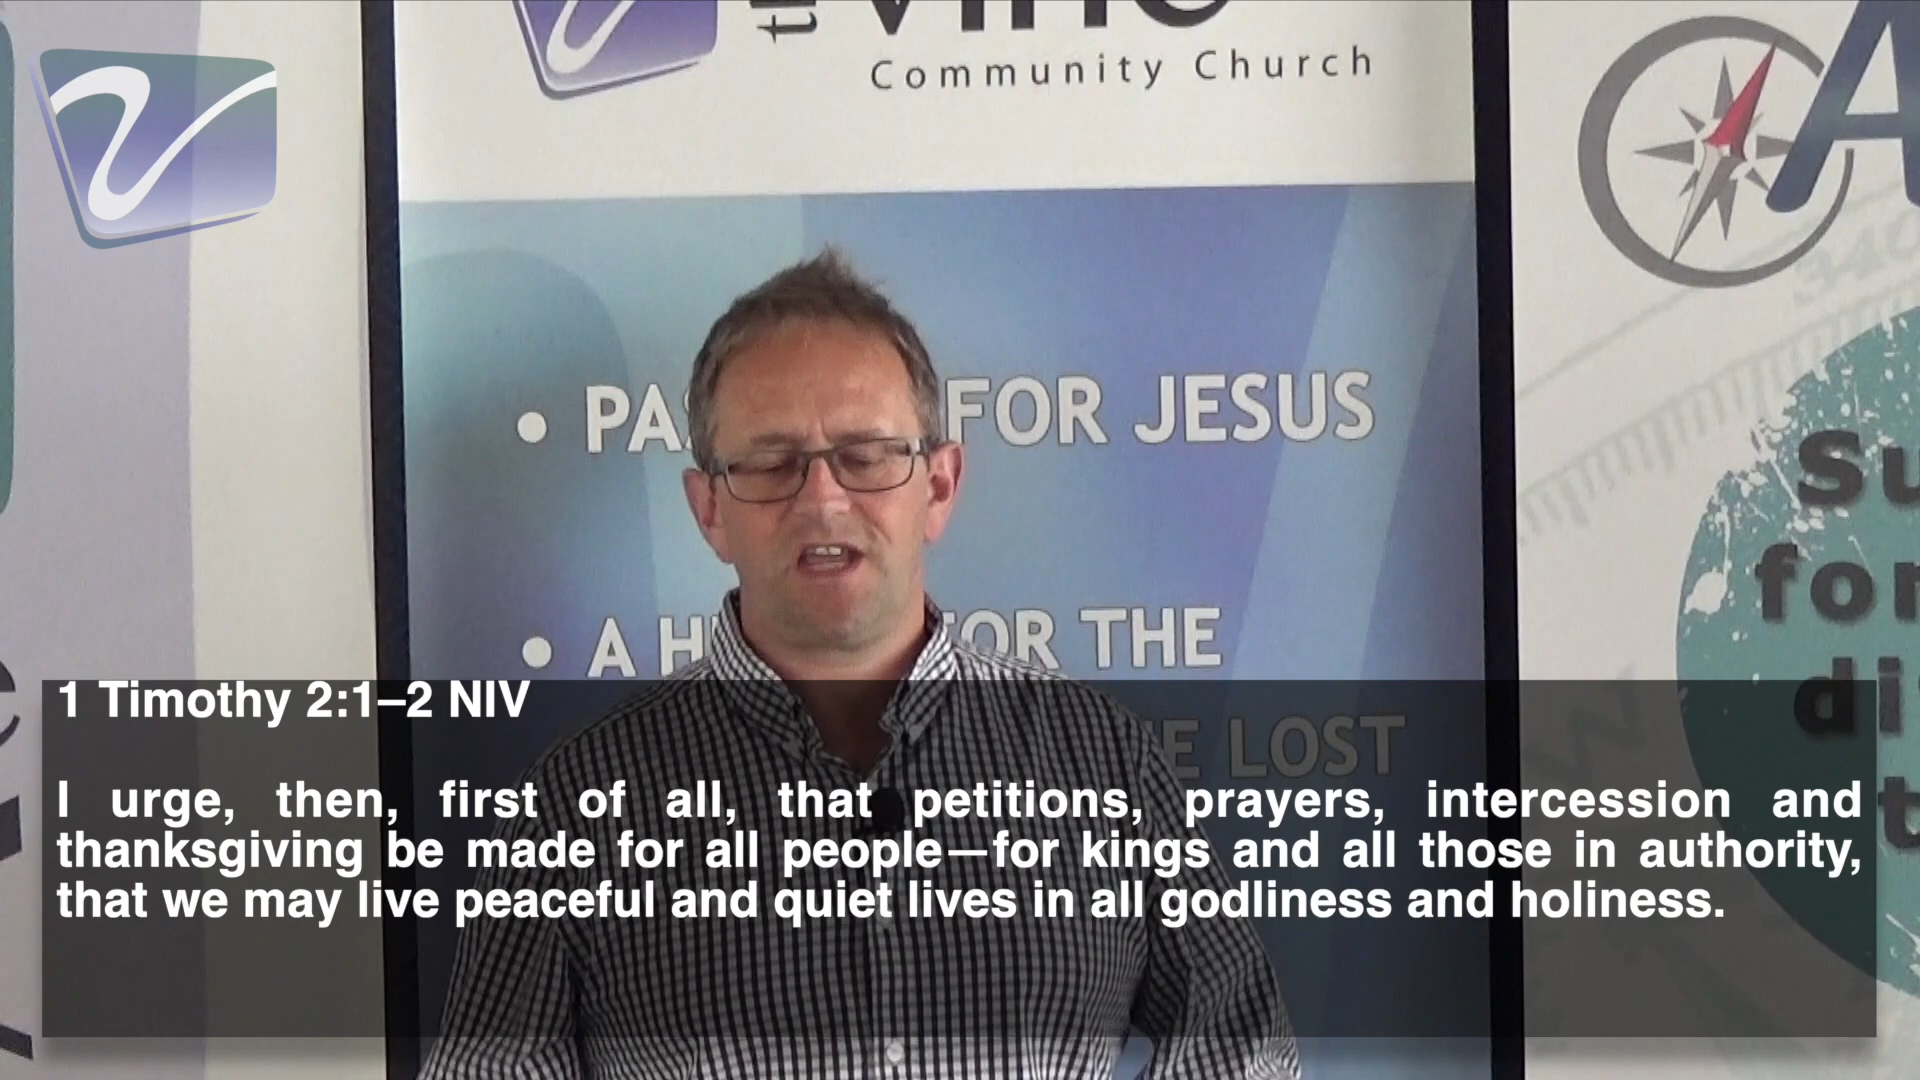 Community Church
FOR JESUS
A FOR THE
LOST
1 Timothy 2:1–2 NIV
I urge, then, first of all, that petitions, prayers, intercession and
thanksgiving be made for all people—for kings and all those in authority,
that we may live peaceful and quiet lives in all godliness and holiness.